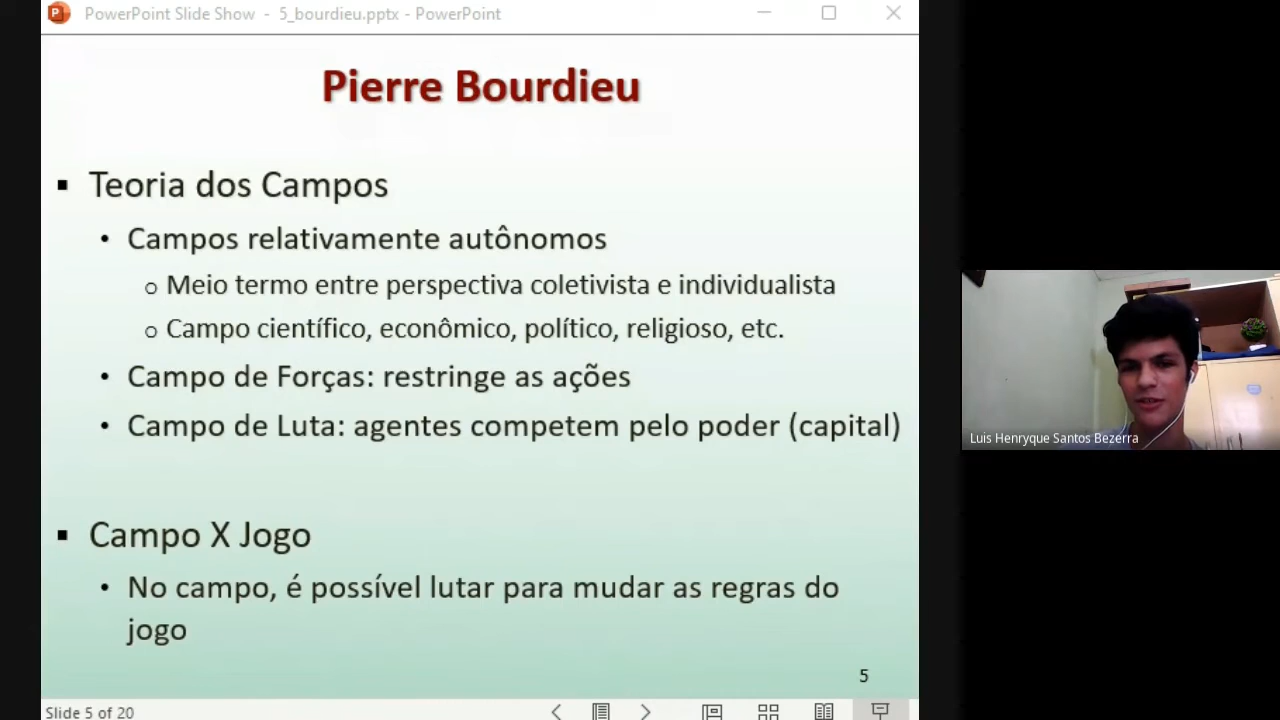 PowerPoint Slide Show - 5_bourdieu.pptx - PowerPoint
Pierre Bourdieu
▪ Teoria dos Campos
• Campos relativamente autônomos
o Meio termo entre perspectiva coletivista e individualista
o Campo científico, econômico, político, religioso, etc.
• Campo de Forças: restringe as ações
• Campo de Luta: agentes competem pelo poder (capital)
▪ Campo X Jogo
• No campo, é possível lutar para mudar as regras do
jogo
5
Slide 5 of 20
Luis Henryque Santos Bezerra